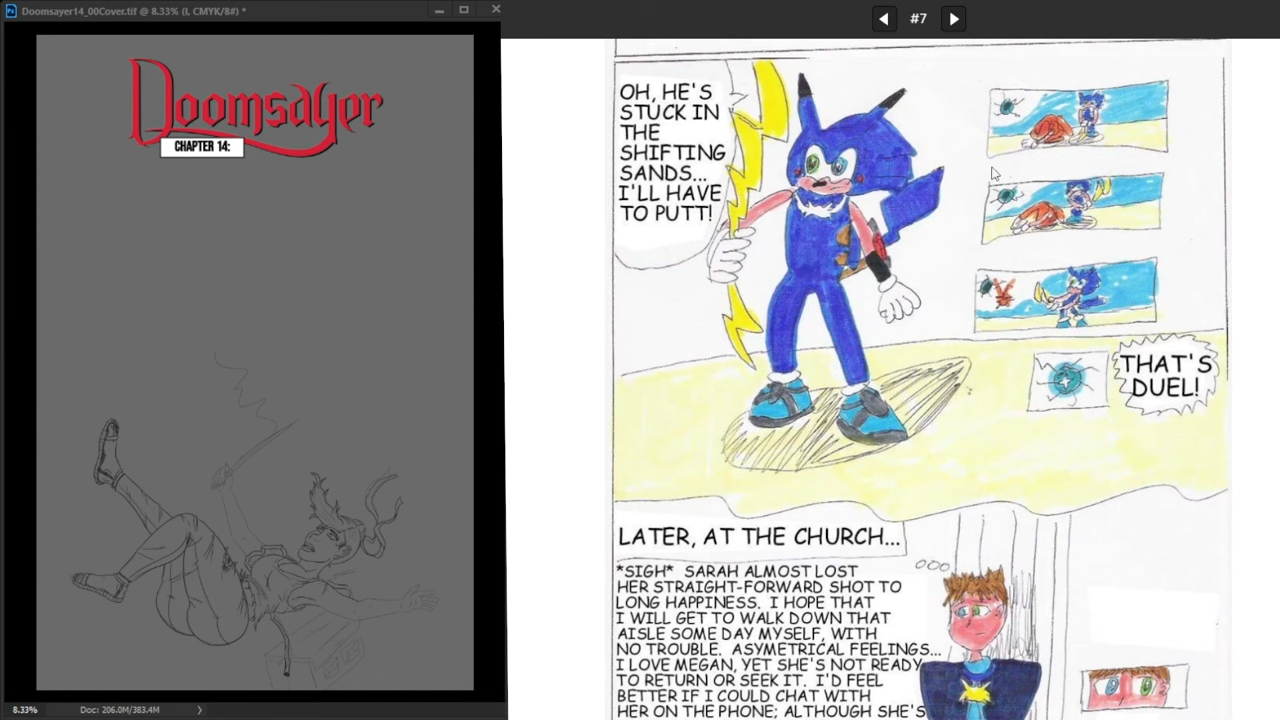 Doomsayer14_00Cover.tif @ 8.33% (l, CMYK/8#) *
Doomsayer
CHAPTER 14:
8.33%
Doc: 206.0M/383.4M
#7
OH, HE'S
STUCK IN
THE
SHIFTING
SANDS...
I'LL HAVE
TO PUTT!
THAT'S
DUEL!
LATER, AT THE CHURCH...
*SIGH* SARAH ALMOST LOST
HER STRAIGHT-FORWARD SHOT TO
LONG HAPPINESS. I HOPE THAT
I WILL GET TO WALK DOWN THAT
AISLE SOME DAY MYSELF, WITH
NO TROUBLE. ASYMETRICAL FEELINGS...
I LOVE MEGAN, YET SHE'S NOT READY
TO RETURN OR SEEK IT. I'D FEEL
BETTER IF I COULD CHAT WITH
HER ON THE PHONE; ALTHOUGH SHE'S